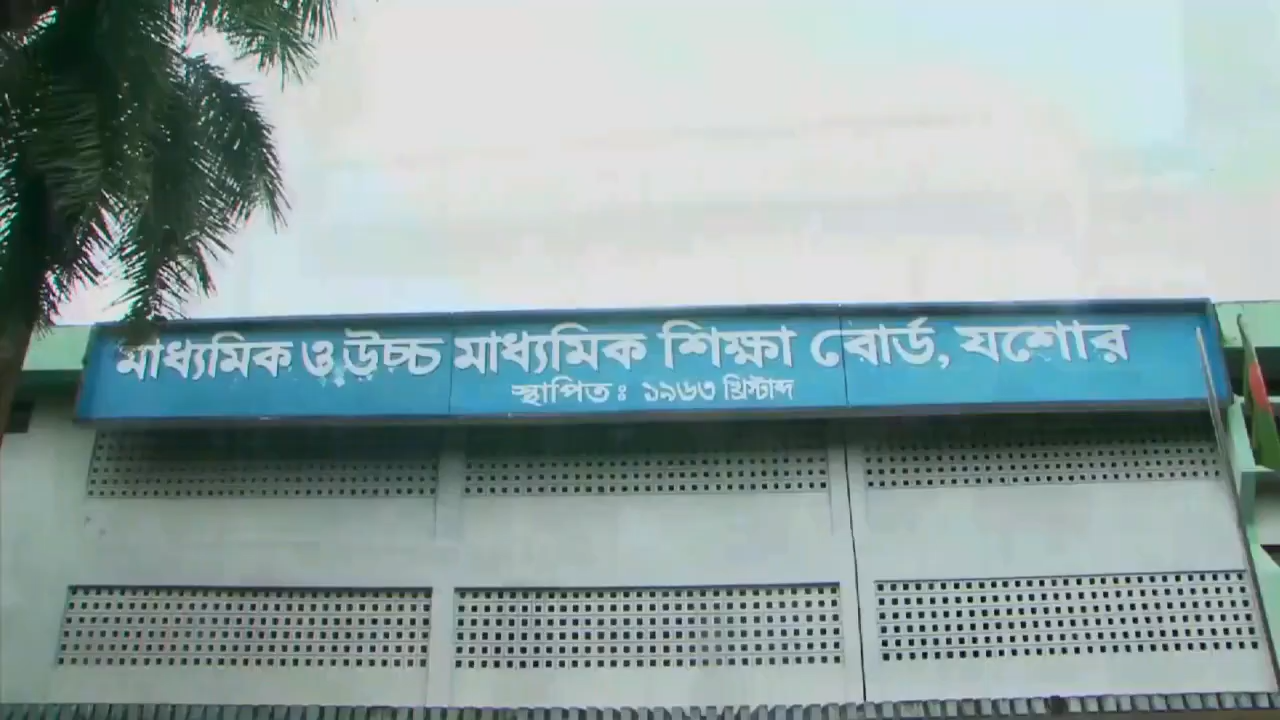 মাধ্যমিক ও উচ্চ মাধ্যমিক শিক্ষা বোর্ড, যশোর
স্থাপিত : ১৯৬৩ খ্রিস্টাব্দ